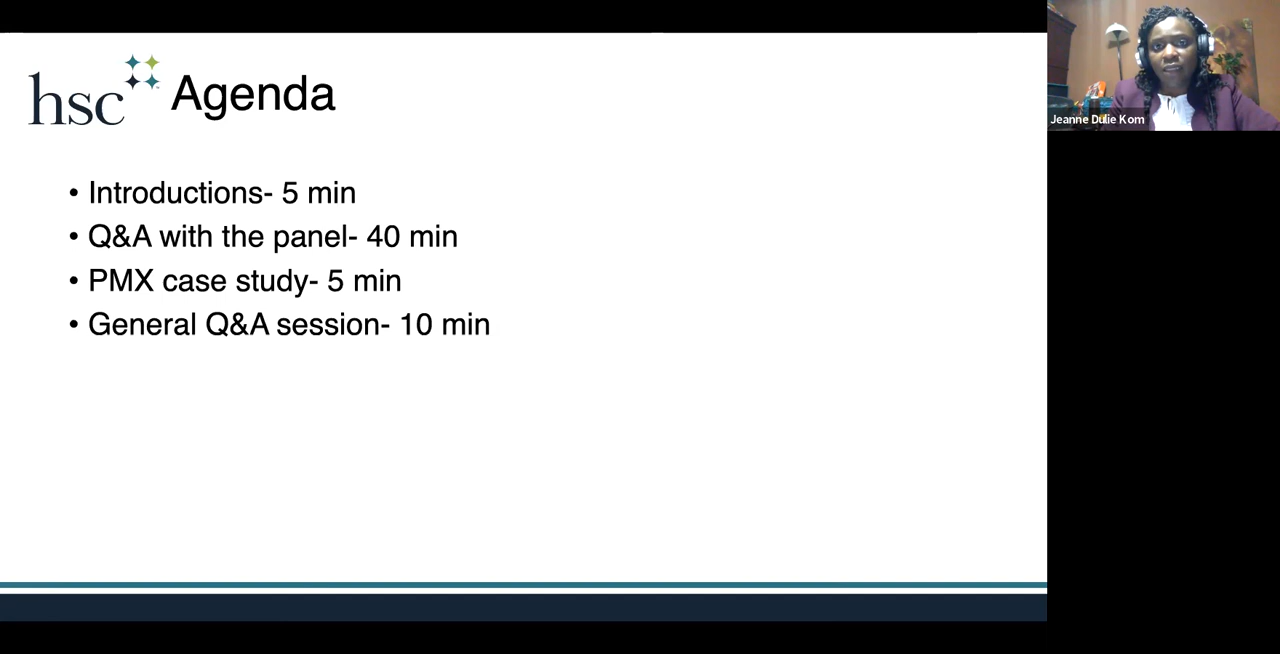 hsc Agenda
• Introductions- 5 min
• Q&A with the panel- 40 min
• PMX case study- 5 min
• General Q&A session- 10 min
Jeanne Dulie Kom